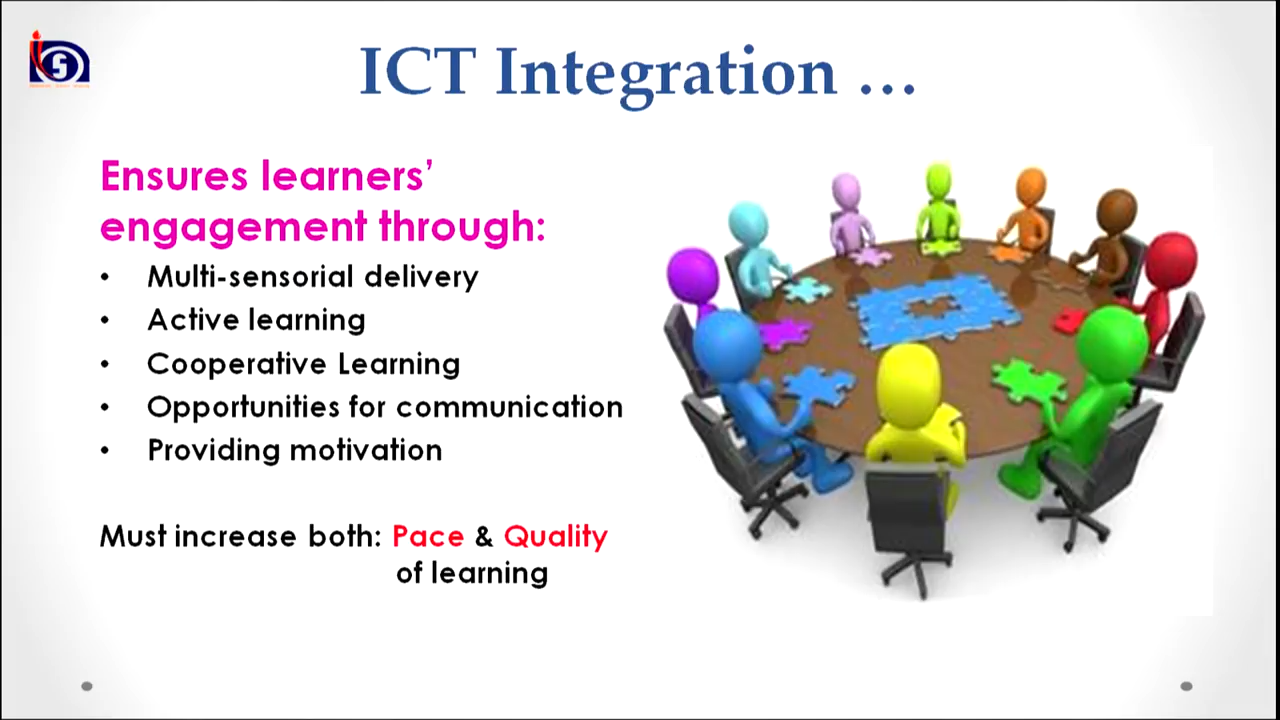 ICT Integration ...
Ensures learners'
engagement through:
• Multi-sensorial delivery
• Active learning
• Cooperative Learning
• Opportunities for communication
• Providing motivation
Must increase both: Pace & Quality
of learning